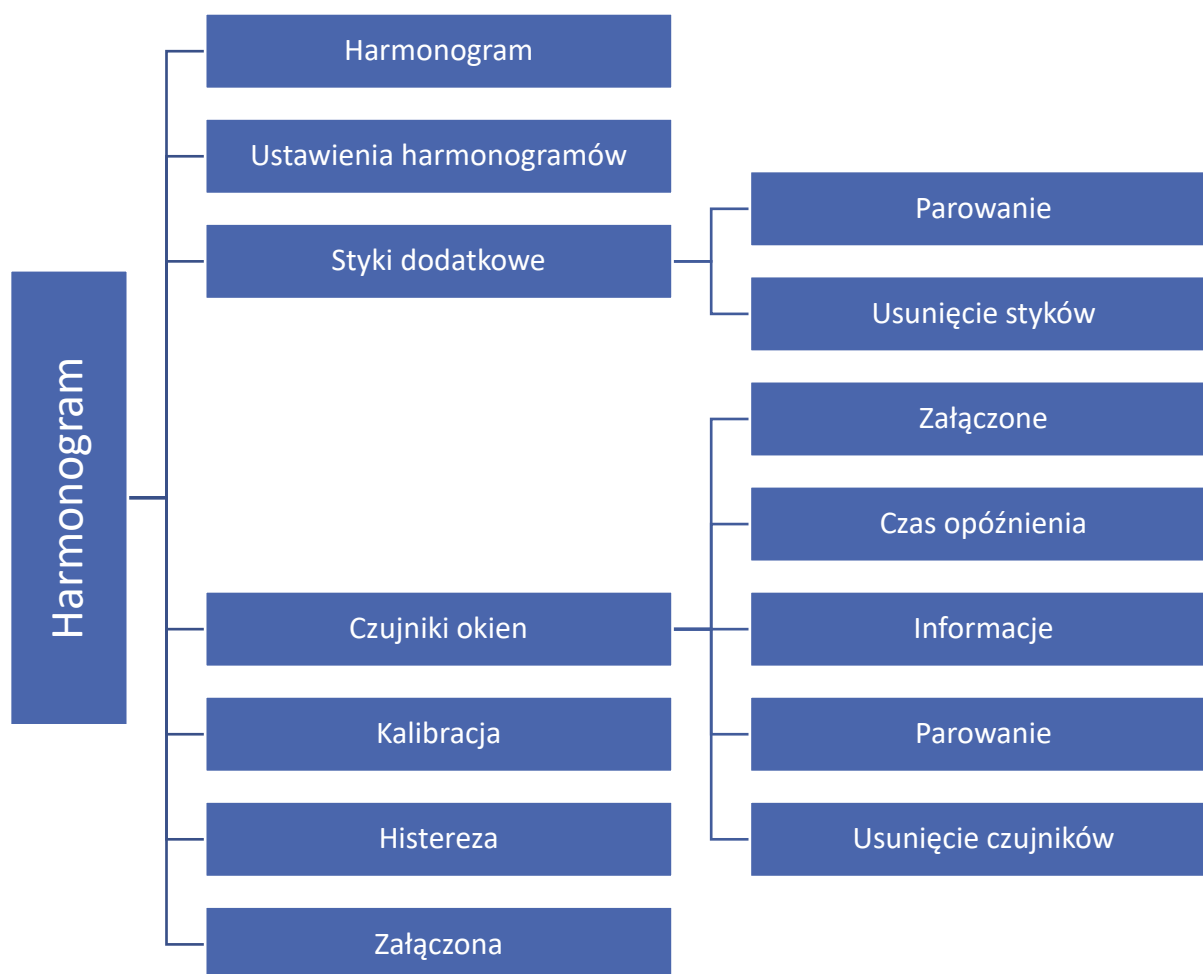 Harmonogram
Harmonogram
Ustawienia harmonogramów
Styki dodatkowe
Parowanie
Usunięcie styków
Czujniki okien
Załączone
Czas opóźnienia
Informacje
Parowanie
Usunięcie czujników
Kalibracja
Histereza
Załączona